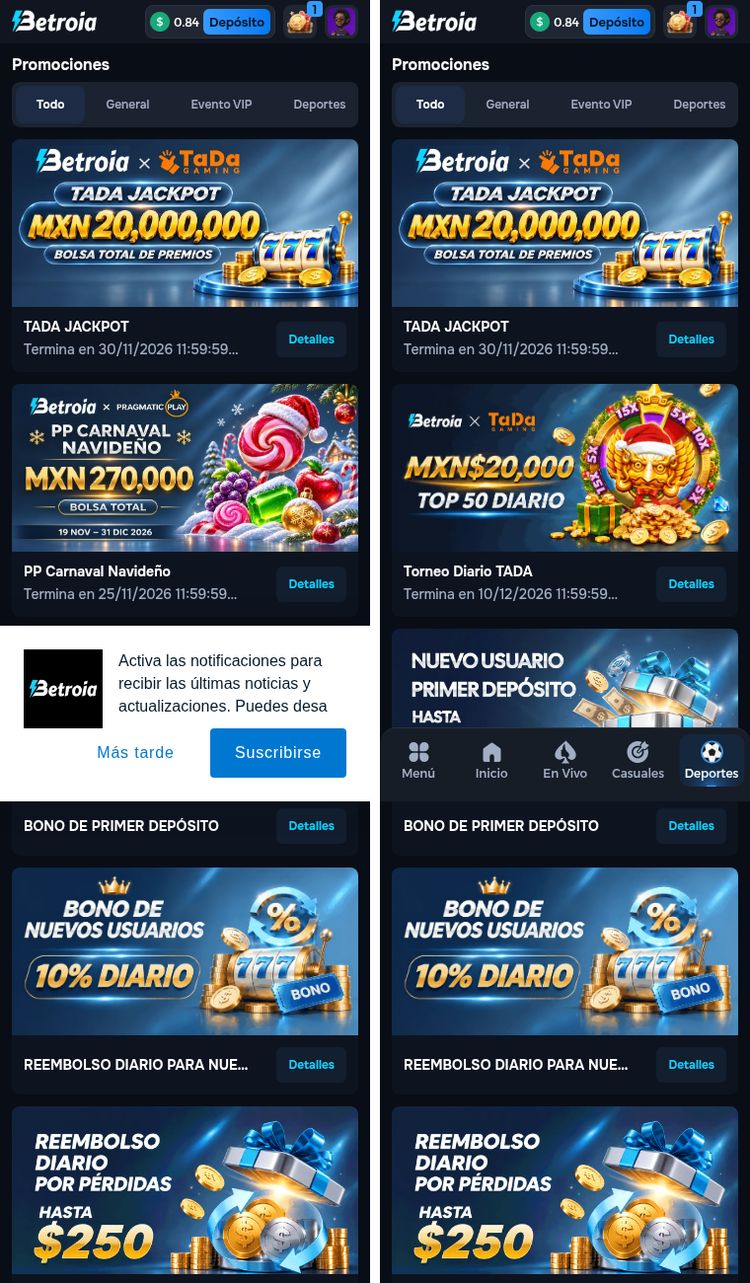 Betroia
$ 0.84 Depósito
1
Promociones
Todo General Evento VIP Deportes
Betroia × TaDa GAMING
TADA JACKPOT
MXN 20,000,000
BOLSA TOTAL DE PREMIOS
777
TADA JACKPOT
Termina en 30/11/2026 11:59:59...
Detalles
Betroia × PRAGMATIC PLAY
PP CARNAVAL
NAVIDEÑO
MXN 270,000
BOLSA TOTAL
19 NOV – 31 DIC 2026
PP Carnaval Navideño
Termina en 25/11/2026 11:59:59...
Detalles
Betroia
Activa las notificaciones para
recibir las últimas noticias y
actualizaciones. Puedes desa
Más tarde
Suscribirse
BONO DE PRIMER DEPÓSITO
Detalles
BONO DE
NUEVOS USUARIOS
10% DIARIO
%
777
BONO
REEMBOLSO DIARIO PARA NUE...
Detalles
REEMBOLSO
DIARIO
POR PÉRDIDAS
HASTA
$250
Betroia
$ 0.84 Depósito
1
Promociones
Todo General Evento VIP Deportes
Betroia × TaDa GAMING
TADA JACKPOT
MXN 20,000,000
BOLSA TOTAL DE PREMIOS
777
TADA JACKPOT
Termina en 30/11/2026 11:59:59...
Detalles
Betroia × TaDa GAMING
MXN$20,000
TOP 50 DIARIO
15X 5X 10X
5X
15X 5X
Torneo Diario TADA
Termina en 10/12/2026 11:59:59...
Detalles
NUEVO USUARIO
PRIMER DEPÓSITO
HASTA
Menú Inicio En Vivo Casuales Deportes
BONO DE PRIMER DEPÓSITO
Detalles
BONO DE
NUEVOS USUARIOS
10% DIARIO
%
777
BONO
REEMBOLSO DIARIO PARA NUE...
Detalles
REEMBOLSO
DIARIO
POR PÉRDIDAS
HASTA
$250